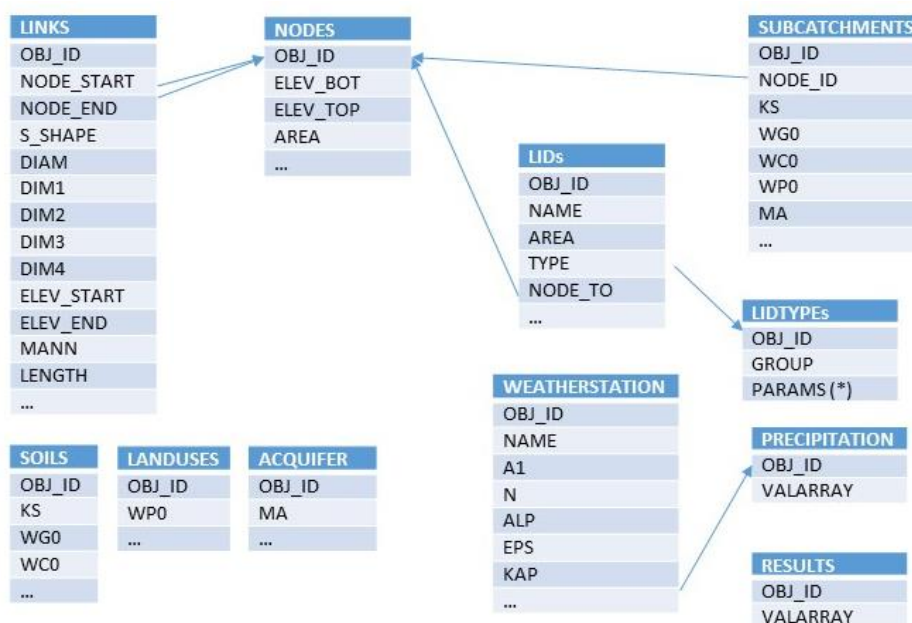 LINKS
OBJ_ID
NODE_START
NODE_END
S_SHAPE
DIAM
DIM1
DIM2
DIM3
DIM4
ELEV_START
ELEV_END
MANN
LENGTH
...
NODES
OBJ_ID
ELEV_BOT
ELEV_TOP
AREA
...
SUBCATCHMENTS
OBJ_ID
NODE_ID
KS
WG0
WC0
WP0
MA
...
LIDs
OBJ_ID
NAME
AREA
TYPE
NODE_TO
...
LIDTYPEs
OBJ_ID
GROUP
PARAMS (*)
SOILS
OBJ_ID
KS
WG0
WC0
...
LANDUSES
OBJ_ID
WP0
...
ACQUIFER
OBJ_ID
MA
...
WEATHERSTATION
OBJ_ID
NAME
A1
N
ALP
EPS
KAP
...
PRECIPITATION
OBJ_ID
VALARRAY
RESULTS
OBJ_ID
VALARRAY